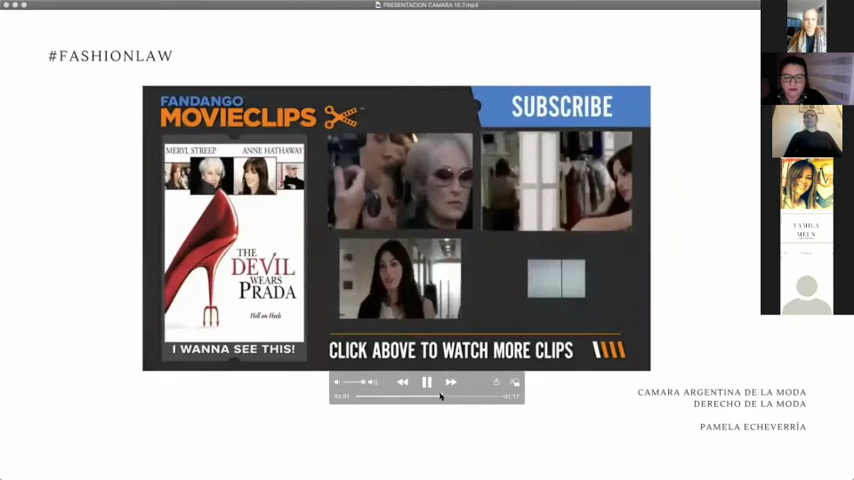 PRESENTACION CAMARA 15.7.mp4
#FASHIONLAW
FANDANGO
MOVIECLIPS
SUBSCRIBE
MERYL STREEP ANNE HATHAWAY
THE
DEVIL
WEARS
PRADA
Hell on Heels
I WANNA SEE THIS!
CLICK ABOVE TO WATCH MORE CLIPS
CAMARA ARGENTINA DE LA MODA
DERECHO DE LA MODA
PAMELA ECHEVERRÍA
YAMILA